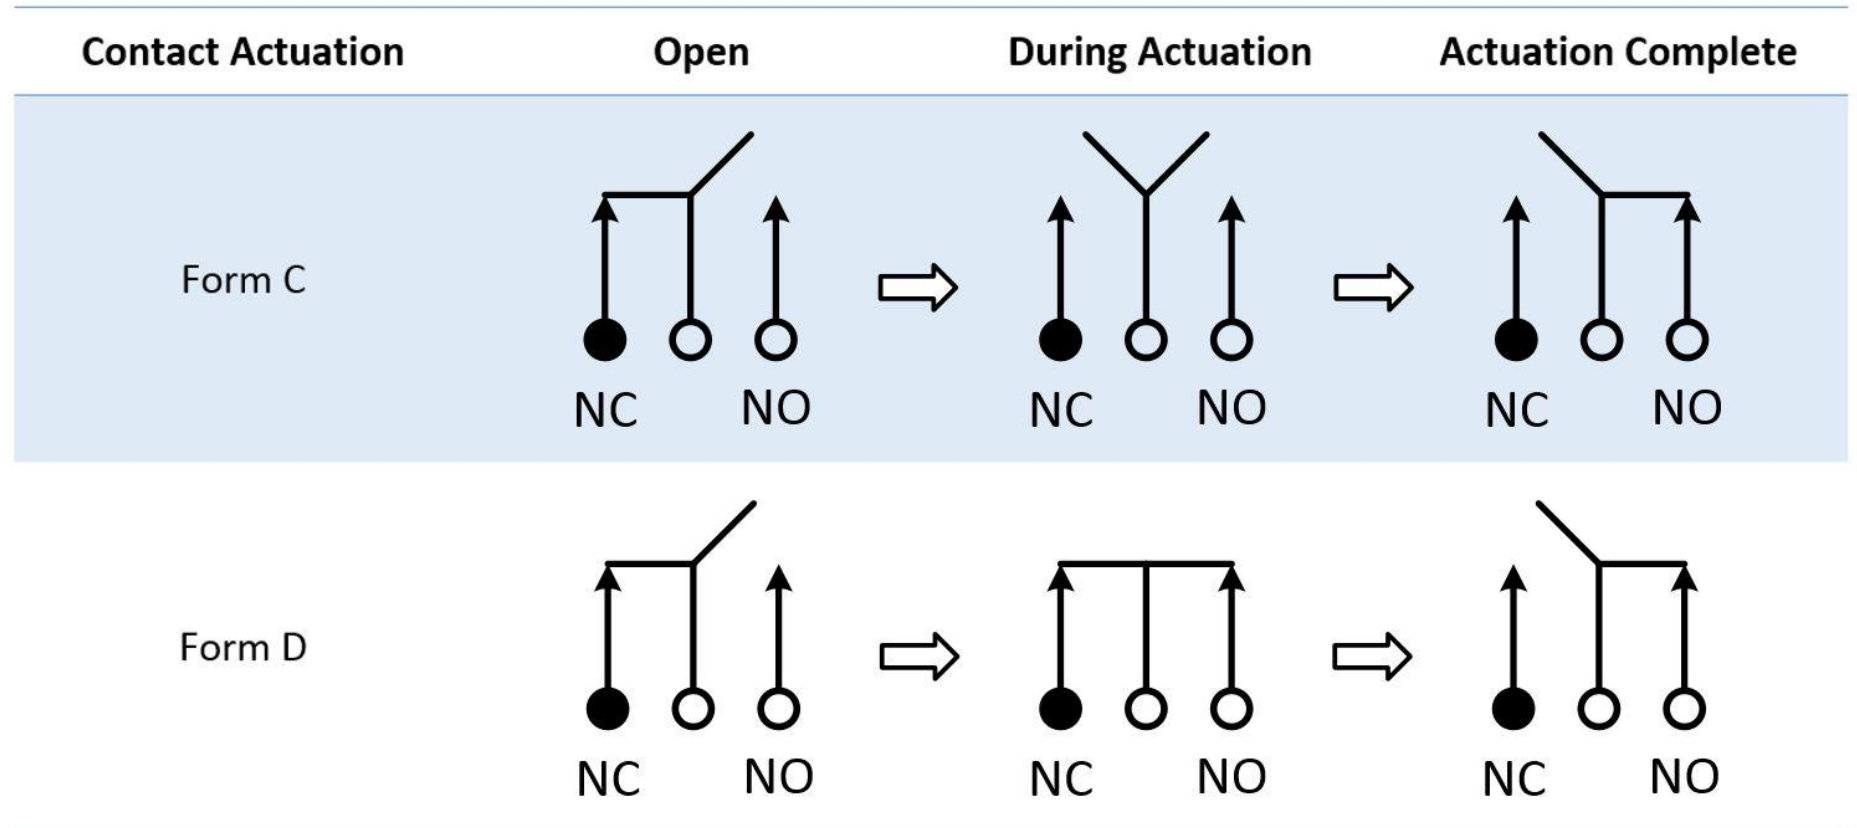 Contact Actuation Open During Actuation Actuation Complete
Form C
NC NO NC NO NC NO
Form D
NC NO NC NO NC NO